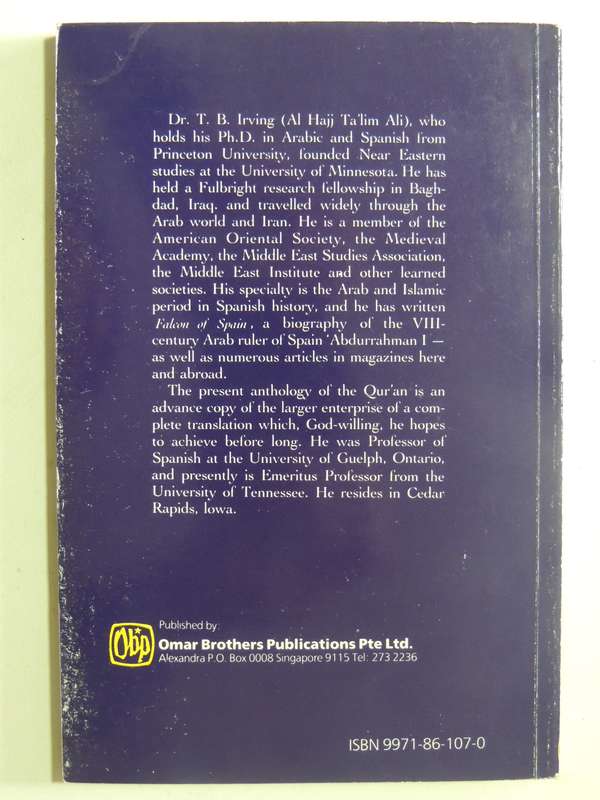 Dr. T. B. Irving (Al Hajj Ta'lim Ali), who
holds his Ph.D. in Arabic and Spanish from
Princeton University, founded Near Eastern
studies at the University of Minnesota. He has
held a Fulbright research fellowship in Bagh-
dad, Iraq. and travelled widely through the
Arab world and Iran. He is a member of the
American Oriental Society, the Medieval
Academy, the Middle East Studies Association,
the Middle East Institute and other learned
societies. His specialty is the Arab and Islamic
period in Spanish history, and he has written
Falcon of Spain, a biography of the VIII-
century Arab ruler of Spain 'Abdurrahman I —
as well as numerous articles in magazines here
and abroad.
The present anthology of the Qur'an is an
advance copy of the larger enterprise of a com-
plete translation which, God-willing, he hopes
to achieve before long. He was Professor of
Spanish at the University of Guelph, Ontario,
and presently is Emeritus Professor from the
University of Tennessee. He resides in Cedar
Rapids, Iowa.
Obp
Published by:
Omar Brothers Publications Pte Ltd.
Alexandra P.O. Box 0008 Singapore 9115 Tel: 273 2236
ISBN 9971-86-107-0